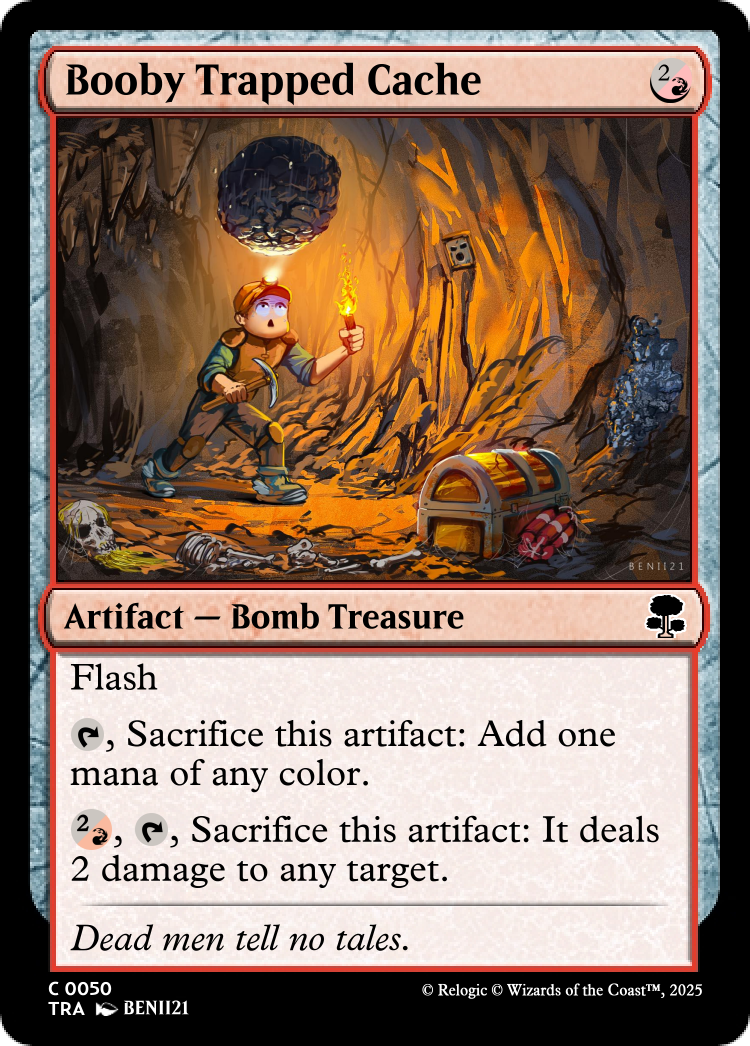 Booby Trapped Cache 2
BENII21
Artifact — Bomb Treasure
Flash
, Sacrifice this artifact: Add one
mana of any color.
2, , Sacrifice this artifact: It deals
2 damage to any target.
Dead men tell no tales.
C 0050
TRA BENII21
© Relogic © Wizards of the Coast™, 2025